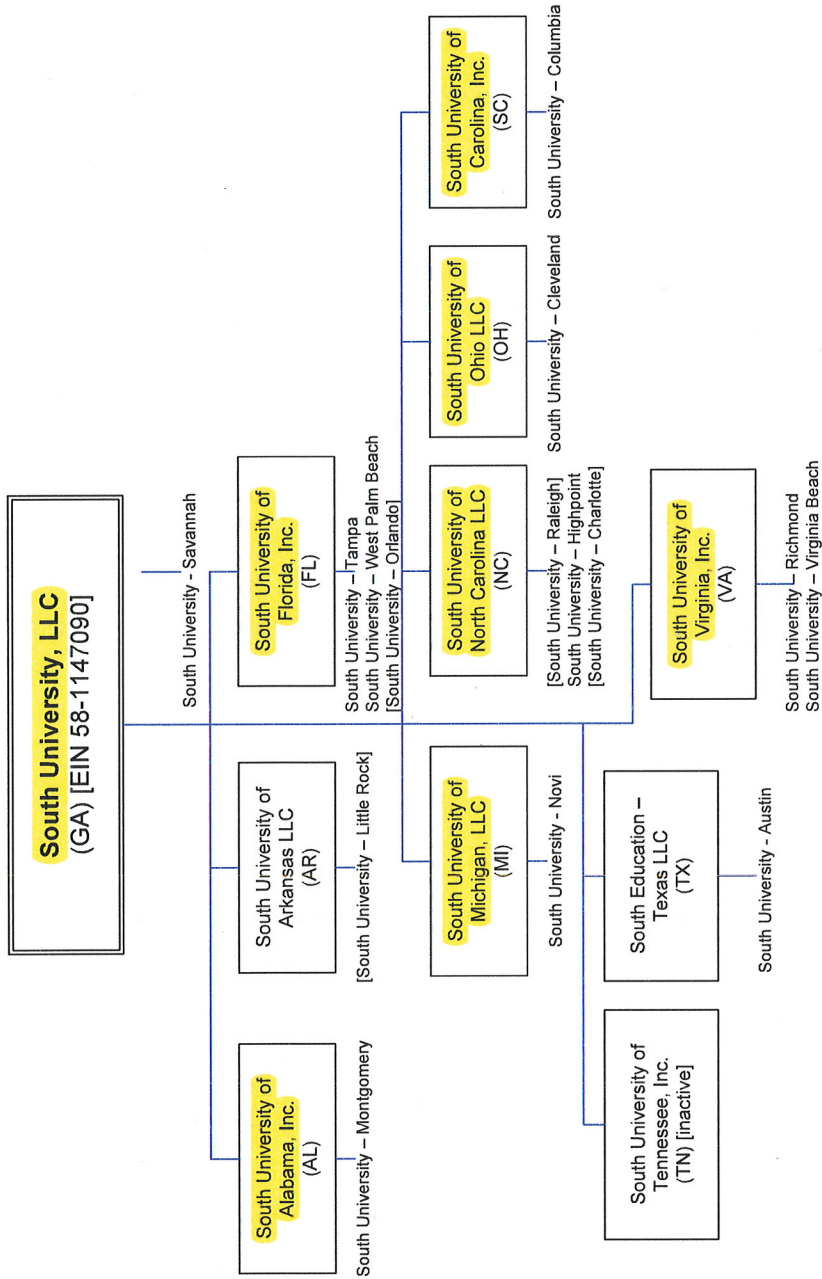 South University, LLC
(GA) [EIN 58-1147090]
South University - Savannah
South University of
Alabama, Inc.
(AL)
South University – Montgomery
South University of
Arkansas LLC
(AR)
[South University – Little Rock]
South University of
Florida, Inc.
(FL)
South University – Tampa
South University – West Palm Beach
[South University – Orlando]
South University of
Michigan, LLC
(MI)
South University - Novi
South University of
North Carolina LLC
(NC)
[South University – Raleigh]
South University – Highpoint
[South University – Charlotte]
South University of
Ohio LLC
(OH)
South University – Cleveland
South University of
Carolina, Inc.
(SC)
South University – Columbia
South University of
Tennessee, Inc.
(TN) [inactive]
South Education –
Texas LLC
(TX)
South University - Austin
South University of
Virginia, Inc.
(VA)
South University – Richmond
South University – Virginia Beach